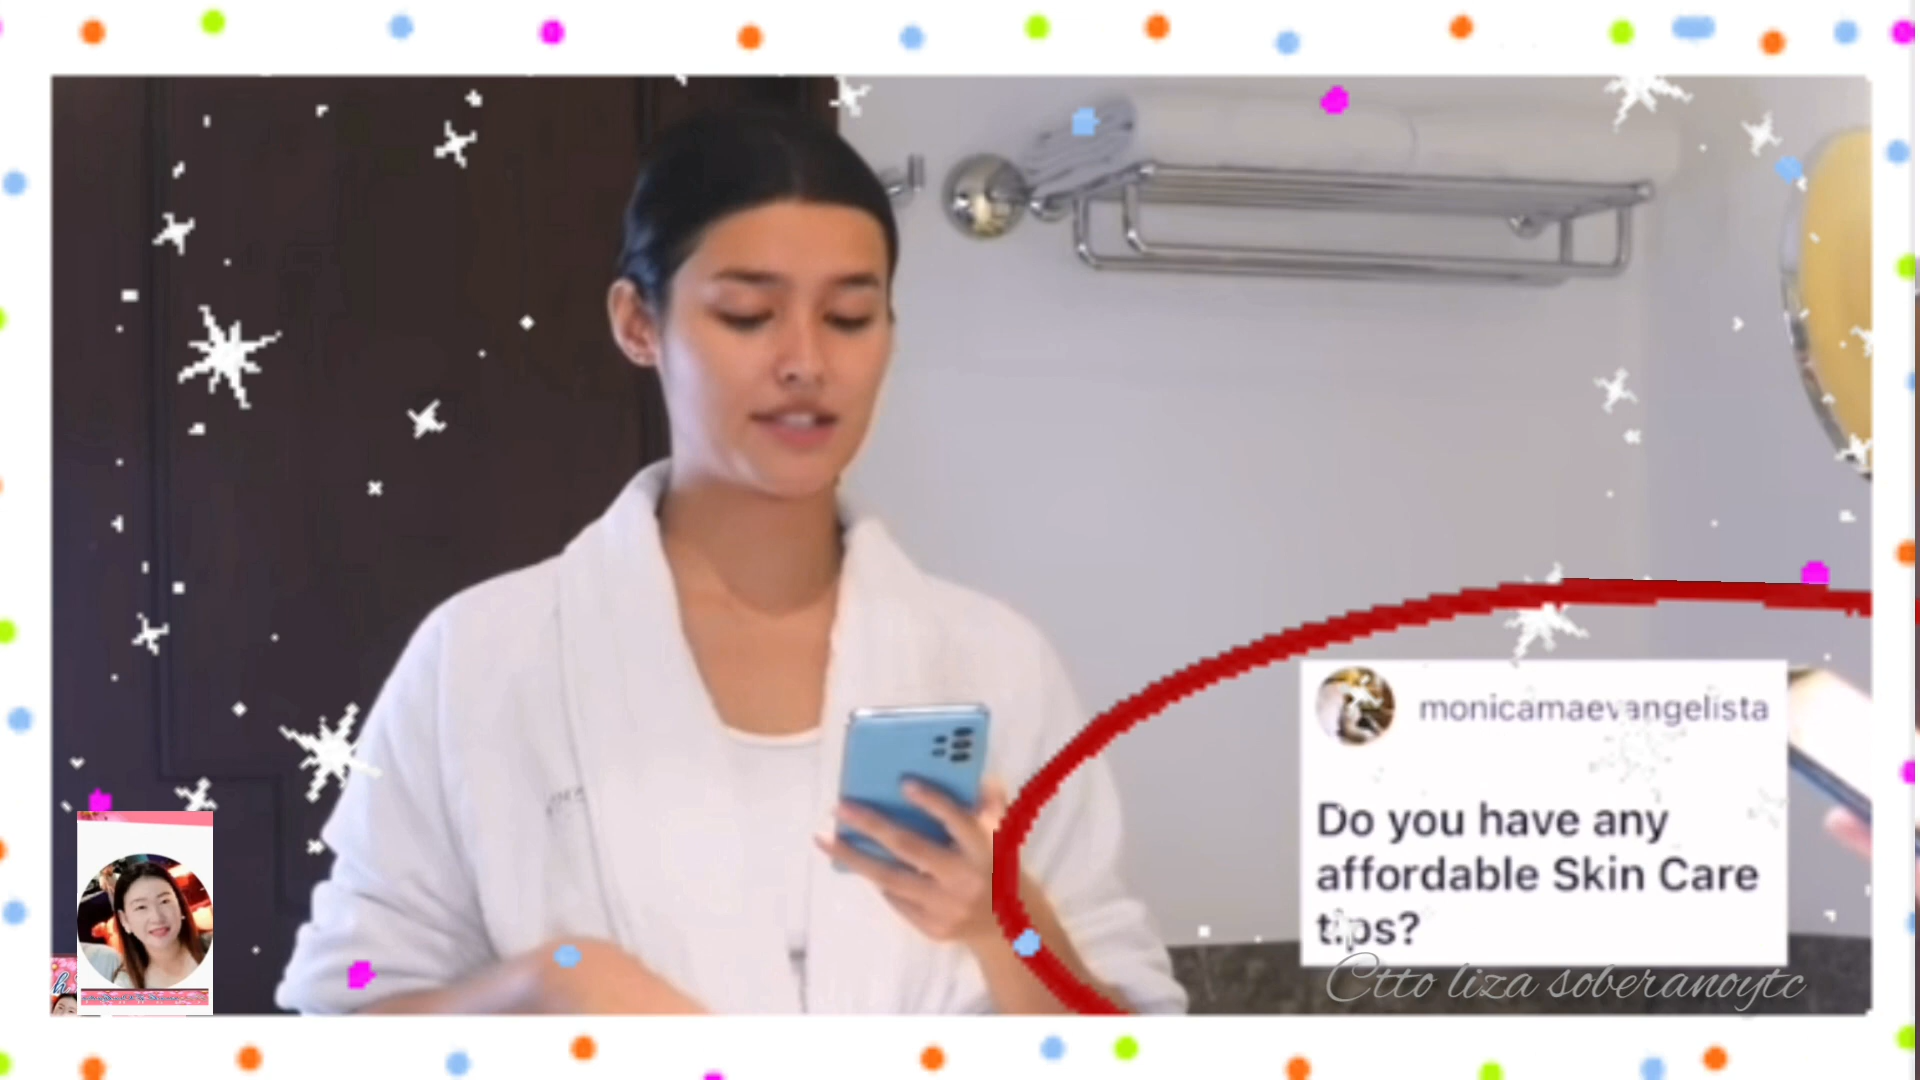 monicamaevangelista
Do you have any
affordable Skin Care
tips?
Ctto liza soberanoytc